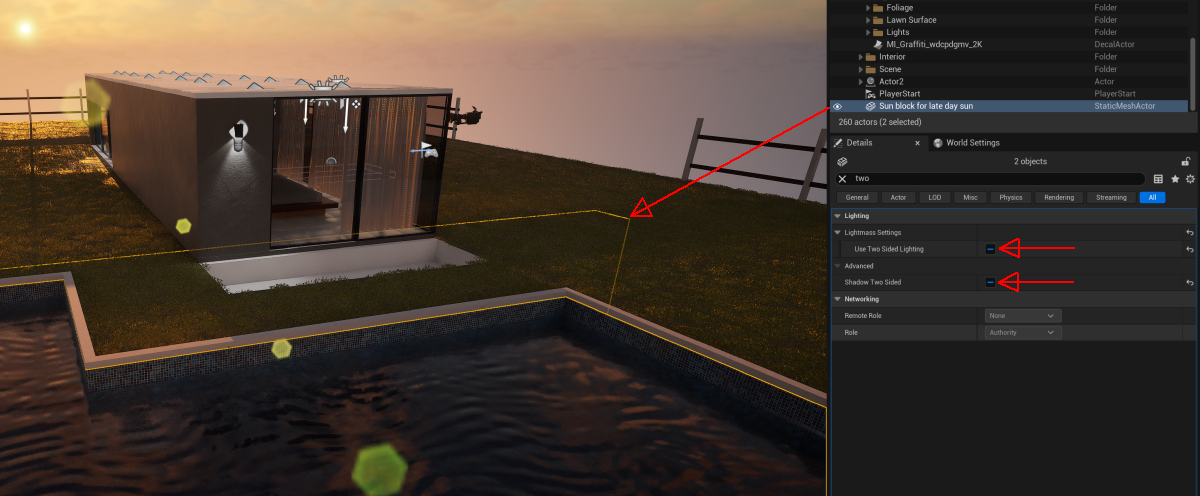 Foliage Folder
Lawn Surface Folder
Lights Folder
MI_Graffiti_wdcpdgmv_2K DecalActor
Interior Folder
Scene Folder
Actor2 Actor
PlayerStart PlayerStart
Sun block for late day sun StaticMeshActor
260 actors (2 selected)
Details × World Settings
2 objects
two
General Actor LOD Misc Physics Rendering Streaming All
Lighting
Lightmass Settings
Use Two Sided Lighting
Advanced
Shadow Two Sided
Networking
Remote Role None
Role Authority